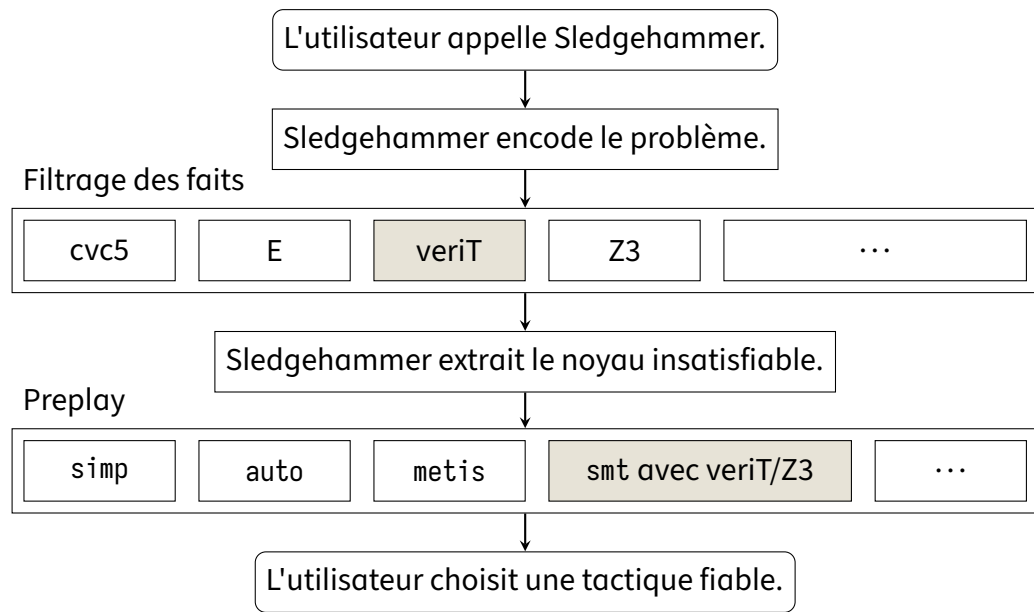 L'utilisateur appelle Sledgehammer.
Sledgehammer encode le problème.
Filtrage des faits
cvc5 E veriT Z3 ⋯
Sledgehammer extrait le noyau insatisfiable.
Preplay
simp auto metis smt avec veriT/Z3 ⋯
L'utilisateur choisit une tactique fiable.